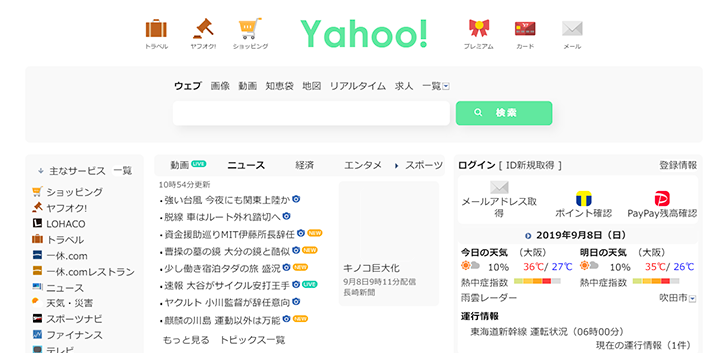 Yahoo!
トラベル ヤフオク! ショッピング
プレミアム カード メール
ウェブ 画像 動画 知恵袋 地図 リアルタイム 求人 一覧
検索
主なサービス 一覧
ショッピング
ヤフオク!
LOHACO
トラベル
一休.com
一休.comレストラン
ニュース
天気・災害
スポーツナビ
ファイナンス
テレビ
動画 LIVE ニュース 経済 エンタメ スポーツ
10時54分更新
・強い台風 今夜にも関東上陸か
・脱線 車はルート外れ踏切へ
・資金援助巡りMIT伊藤所長辞任 NEW
・曹操の墓の鏡 大分の鏡と酷似 NEW
・少し働き宿泊タダの旅 盛況 NEW
・速報 大谷がサイクル安打王手 LIVE
・ヤクルト 小川監督が辞任意向
・麒麟の川島 運動以外は万能 NEW
もっと見る トピックス一覧
キノコ巨大化
9月8日9時11分配信
長崎新聞
ログイン [ ID新規取得 ] 登録情報
メールアドレス取得
ポイント確認
PayPay残高確認
2019年9月8日（日）
今日の天気 （大阪） 明日の天気 （大阪）
10% 36℃/ 27℃ 10% 35℃/ 26℃
熱中症指数 熱中症指数
雨雲レーダー 吹田市
運行情報
東海道新幹線 運転状況（06時00分）
現在の運行情報（1件）